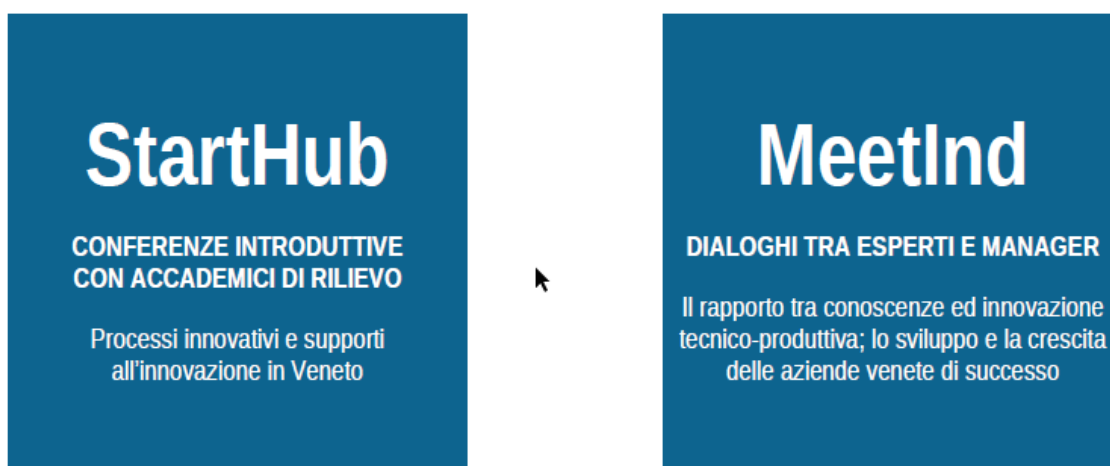 StartHub
CONFERENZE INTRODUTTIVE
CON ACCADEMICI DI RILIEVO
Processi innovativi e supporti
all'innovazione in Veneto
MeetInd
DIALOGHI TRA ESPERTI E MANAGER
Il rapporto tra conoscenze ed innovazione
tecnico-produttiva; lo sviluppo e la crescita
delle aziende venete di successo